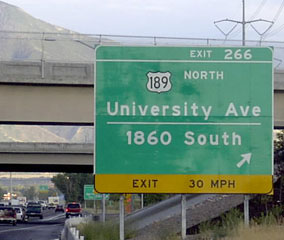 EXIT 266
189 NORTH
University Ave
1860 South
EXIT 30 MPH